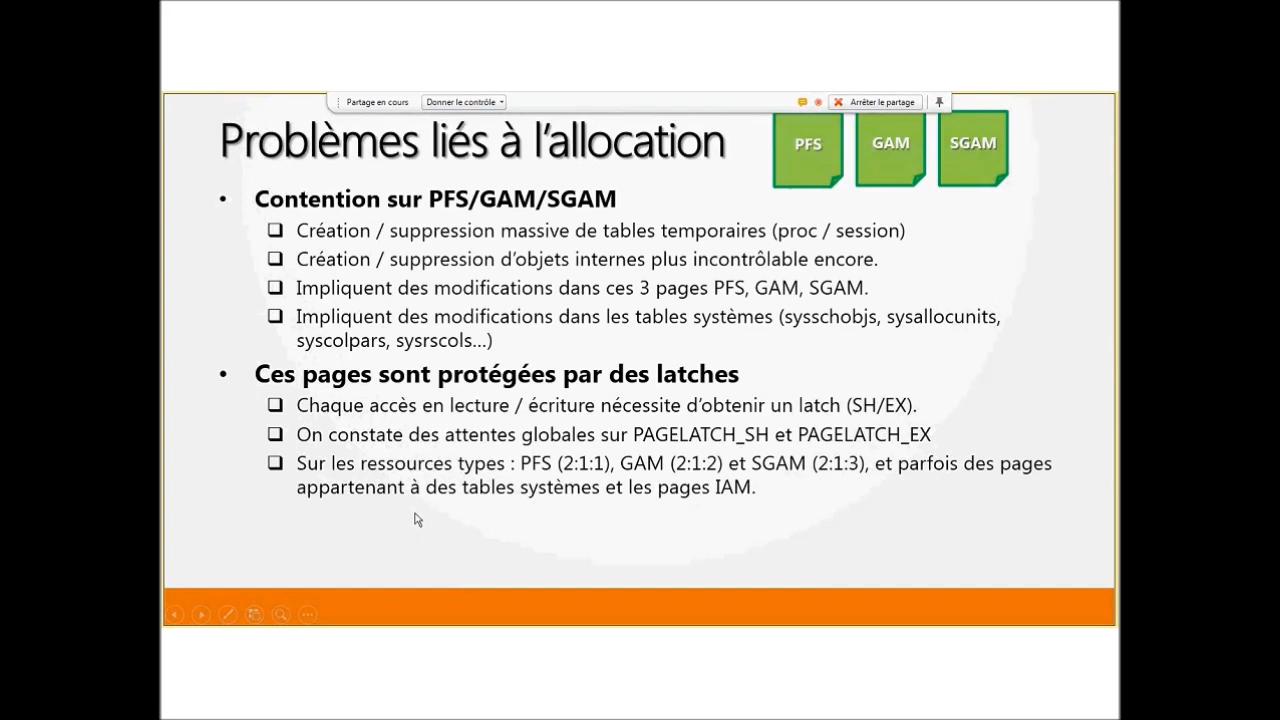 Partage en cours Donner le contrôle Arrêter le partage
Problèmes liés à l'allocation
PFS GAM SGAM
• Contention sur PFS/GAM/SGAM
❑ Création / suppression massive de tables temporaires (proc / session)
❑ Création / suppression d'objets internes plus incontrôlable encore.
❑ Impliquent des modifications dans ces 3 pages PFS, GAM, SGAM.
❑ Impliquent des modifications dans les tables systèmes (sysschobjs, sysallocunits,
syscolpars, sysrscols...)
• Ces pages sont protégées par des latches
❑ Chaque accès en lecture / écriture nécessite d'obtenir un latch (SH/EX).
❑ On constate des attentes globales sur PAGELATCH_SH et PAGELATCH_EX
❑ Sur les ressources types : PFS (2:1:1), GAM (2:1:2) et SGAM (2:1:3), et parfois des pages
appartenant à des tables systèmes et les pages IAM.